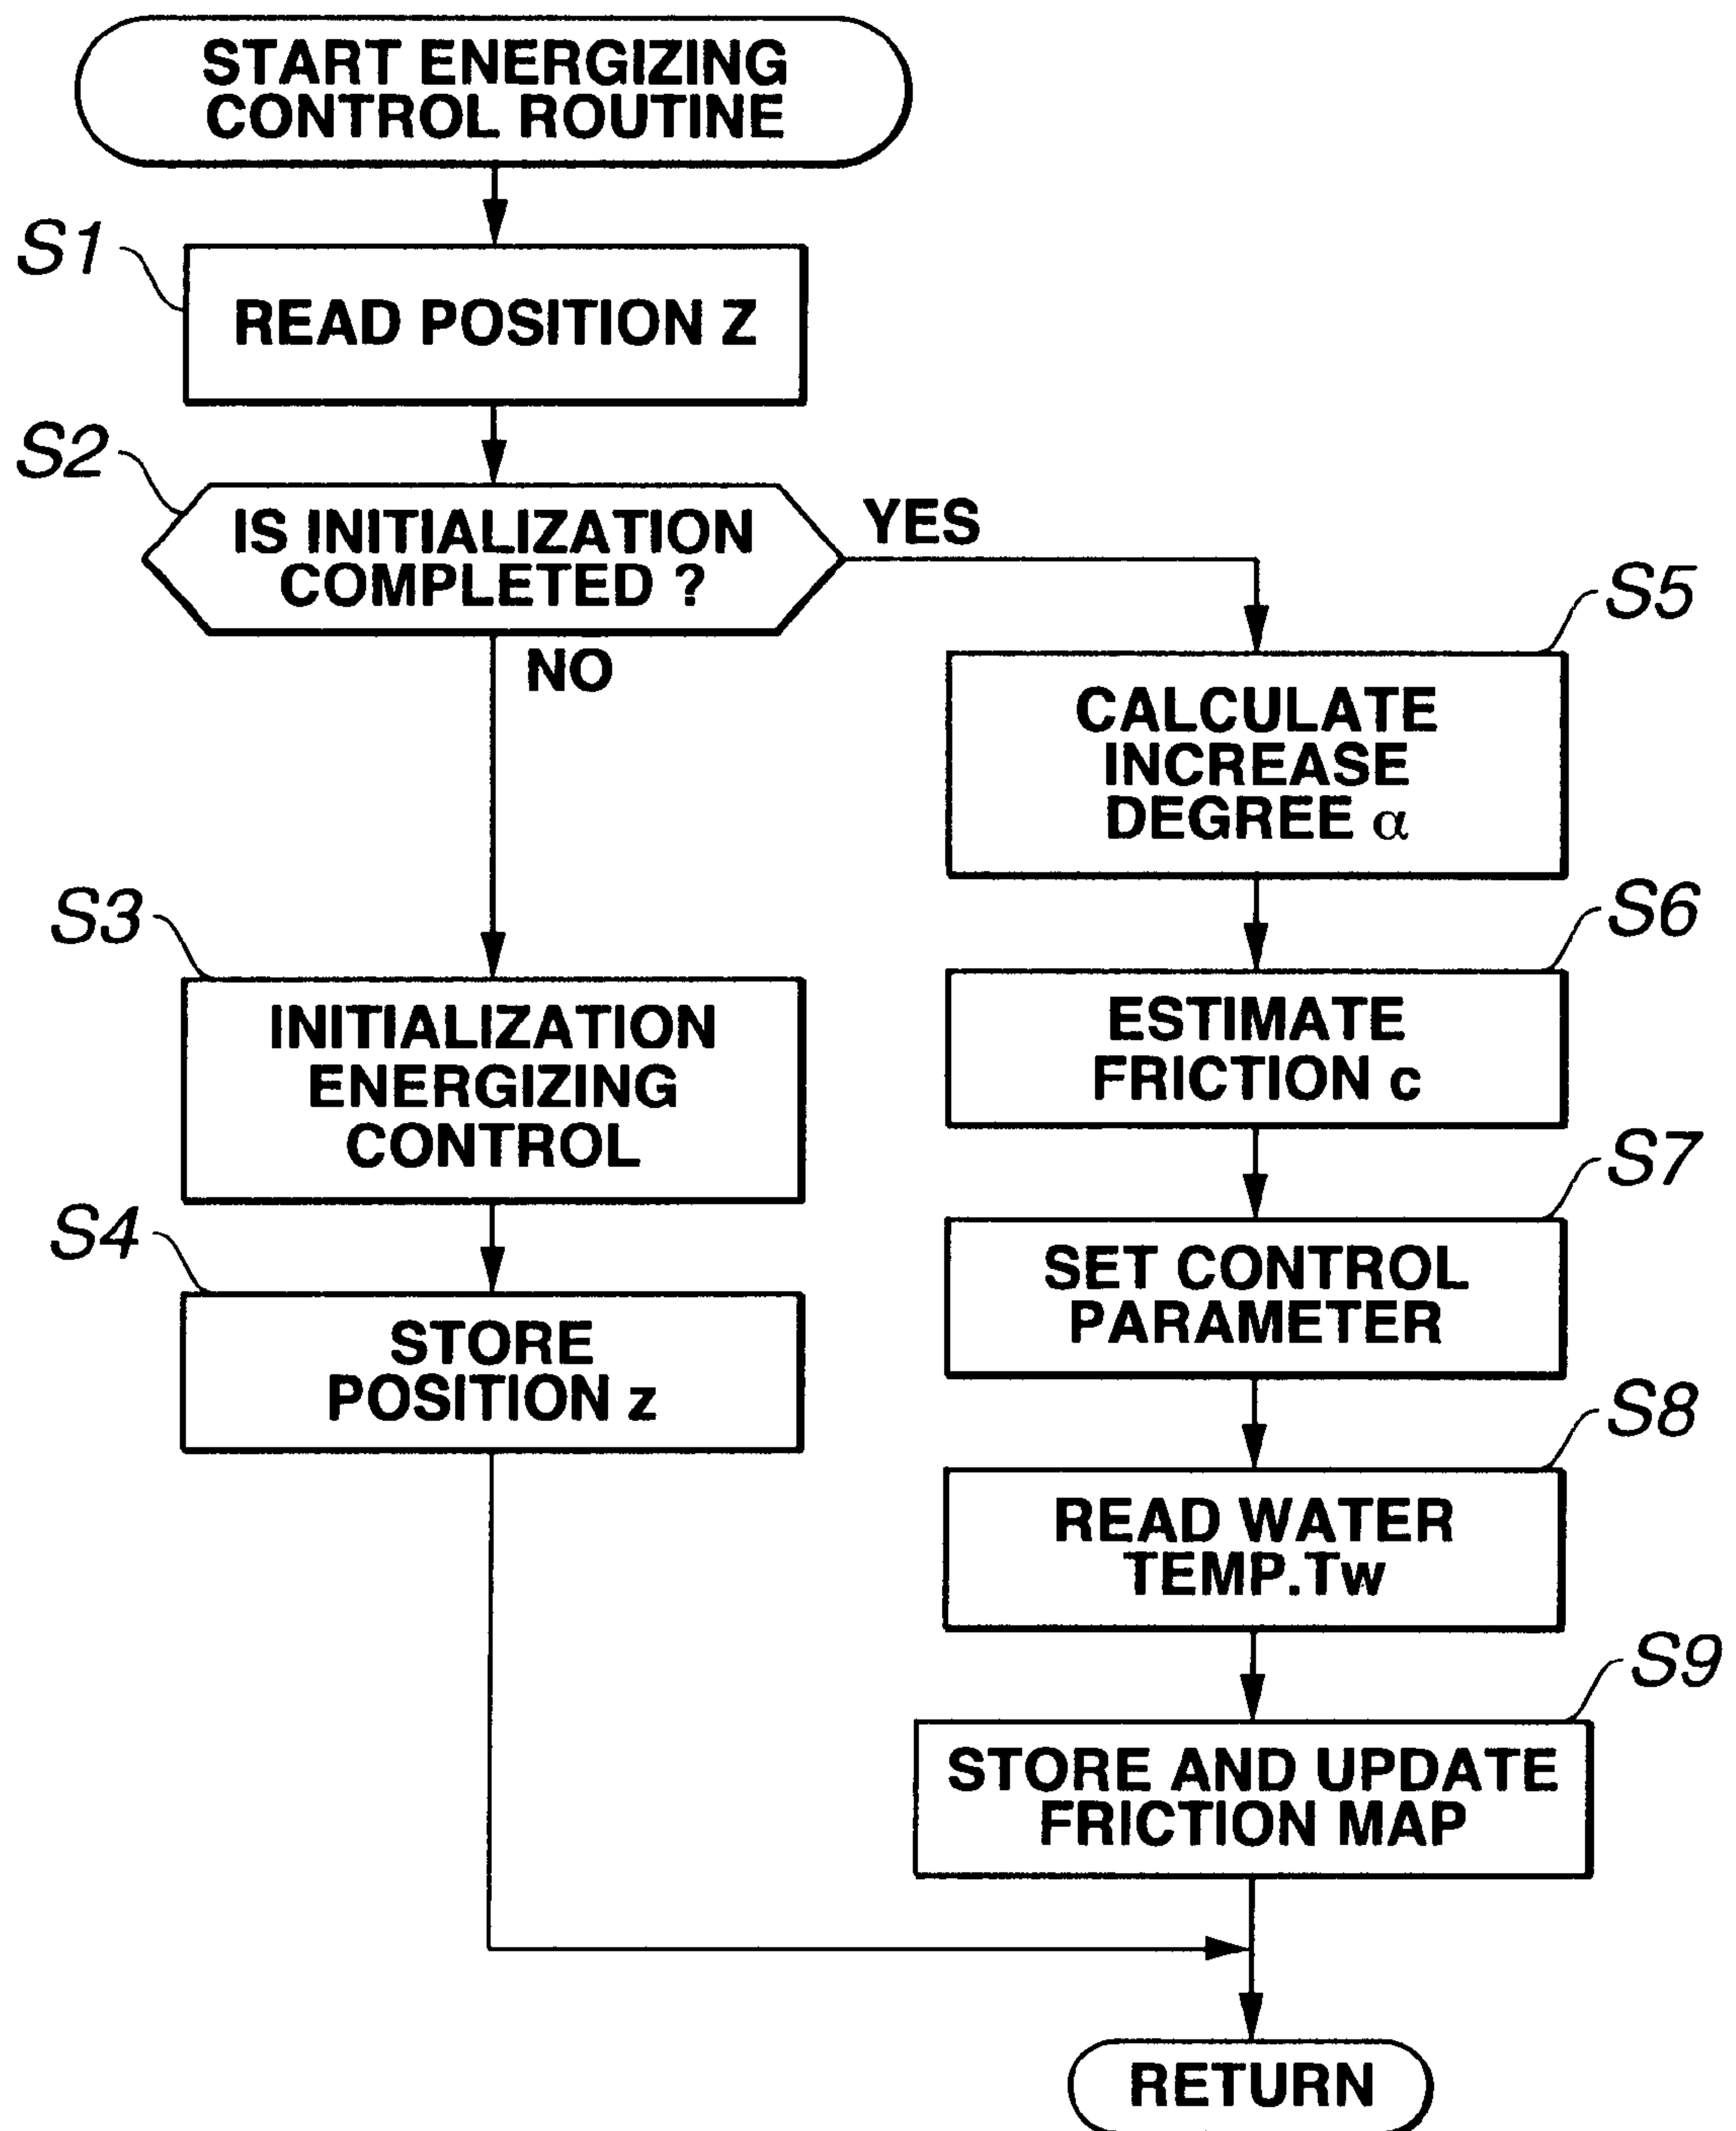 START ENERGIZING
CONTROL ROUTINE
S1
READ POSITION Z
S2
IS INITIALIZATION
COMPLETED ?
YES
NO
S3
INITIALIZATION
ENERGIZING
CONTROL
S4
STORE
POSITION z
S5
CALCULATE
INCREASE
DEGREE α
S6
ESTIMATE
FRICTION c
S7
SET CONTROL
PARAMETER
S8
READ WATER
TEMP.Tw
S9
STORE AND UPDATE
FRICTION MAP
RETURN